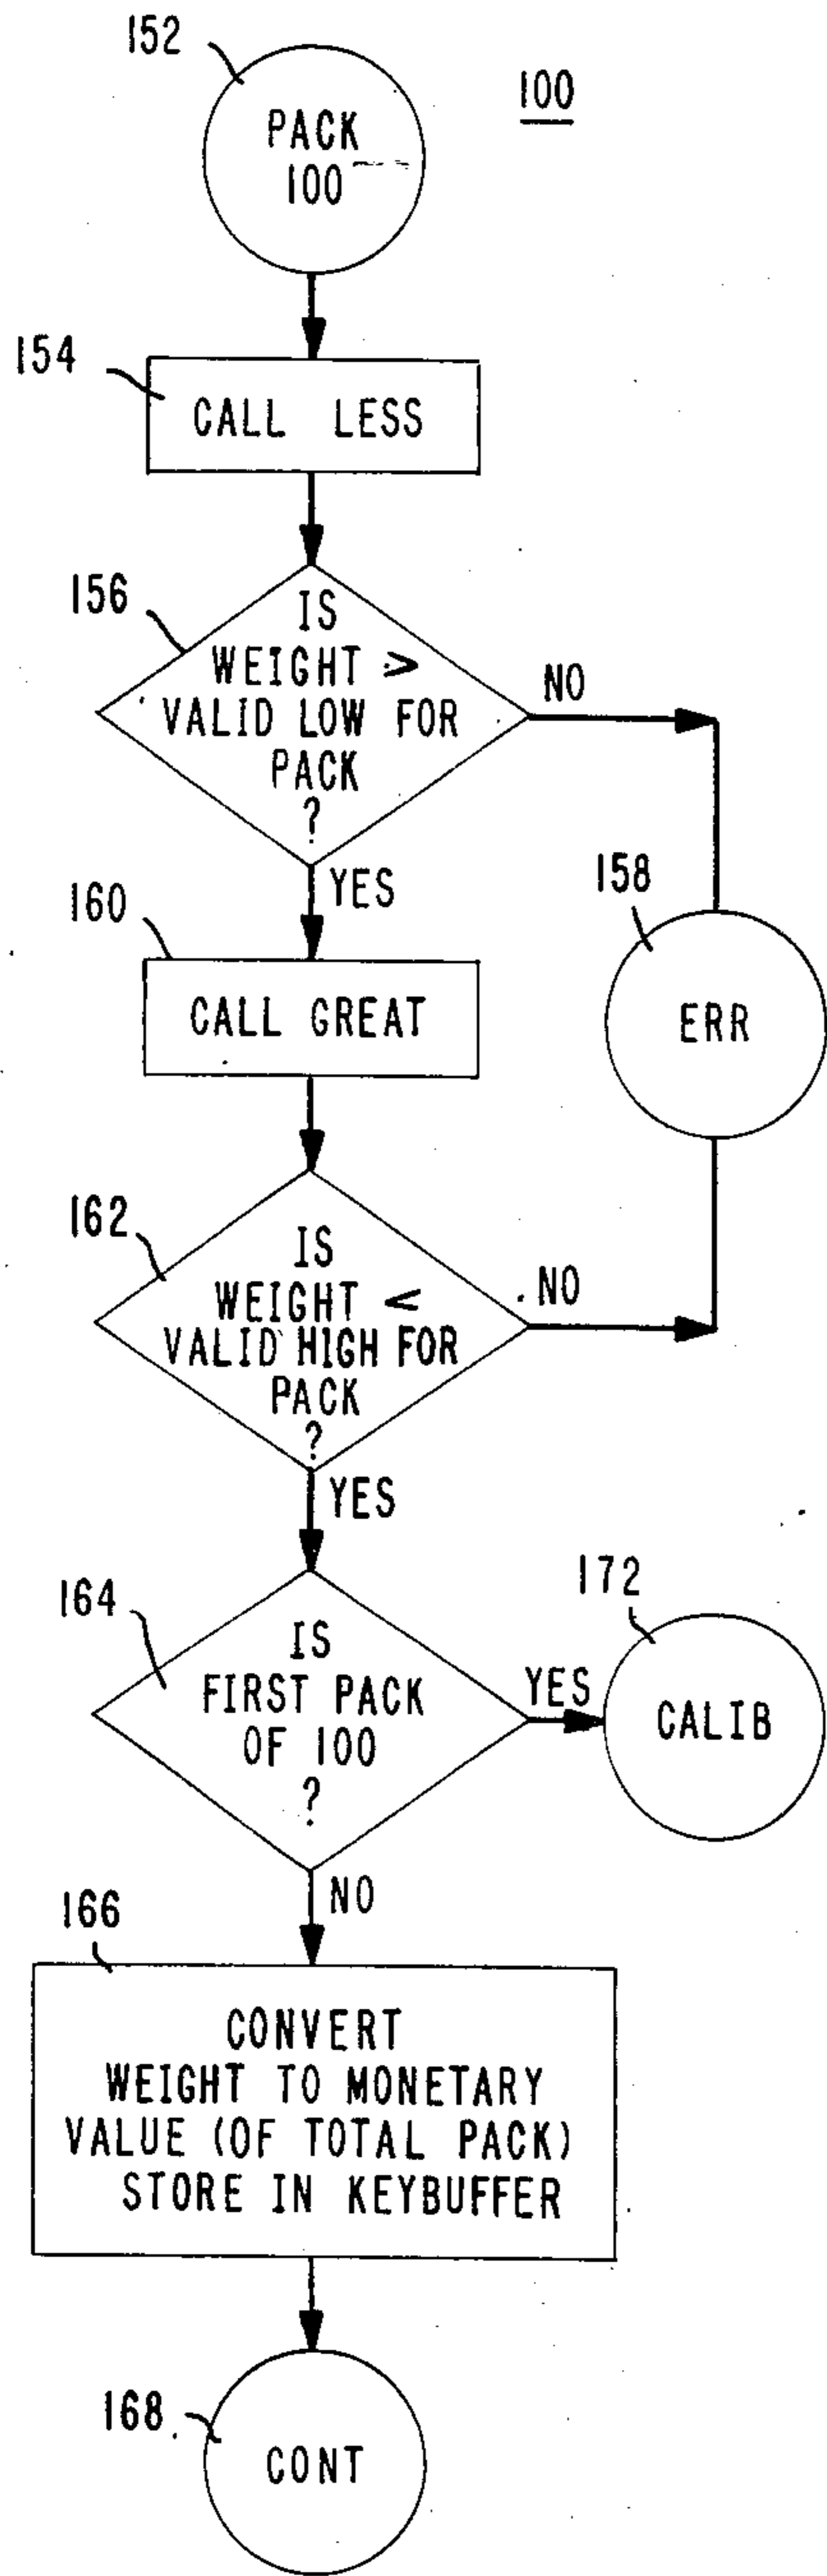 152
100
PACK
100
154
CALL LESS
156
IS
WEIGHT >
VALID LOW FOR
PACK
?
NO
YES
158
ERR
160
CALL GREAT
162
IS
WEIGHT <
VALID HIGH FOR
PACK
?
NO
YES
164
IS
FIRST PACK
OF 100
?
YES
172
CALIB
NO
166
CONVERT
WEIGHT TO MONETARY
VALUE (OF TOTAL PACK)
STORE IN KEYBUFFER
168
CONT